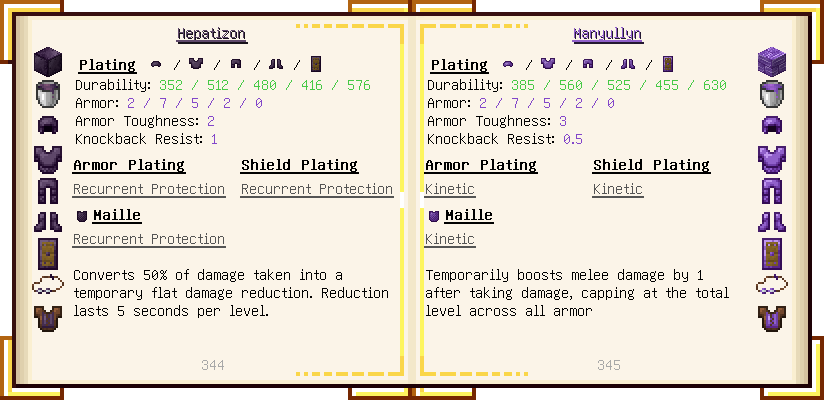 Hepatizon
Plating / / / /
Durability: 352 / 512 / 480 / 416 / 576
Armor: 2 / 7 / 5 / 2 / 0
Armor Toughness: 2
Knockback Resist: 1
Armor Plating Shield Plating
Recurrent Protection Recurrent Protection
Maille
Recurrent Protection
Converts 50% of damage taken into a
temporary flat damage reduction. Reduction
lasts 5 seconds per level.
344
Manyullyn
Plating / / / /
Durability: 385 / 560 / 525 / 455 / 630
Armor: 2 / 7 / 5 / 2 / 0
Armor Toughness: 3
Knockback Resist: 0.5
Armor Plating Shield Plating
Kinetic Kinetic
Maille
Kinetic
Temporarily boosts melee damage by 1
after taking damage, capping at the total
level across all armor
345